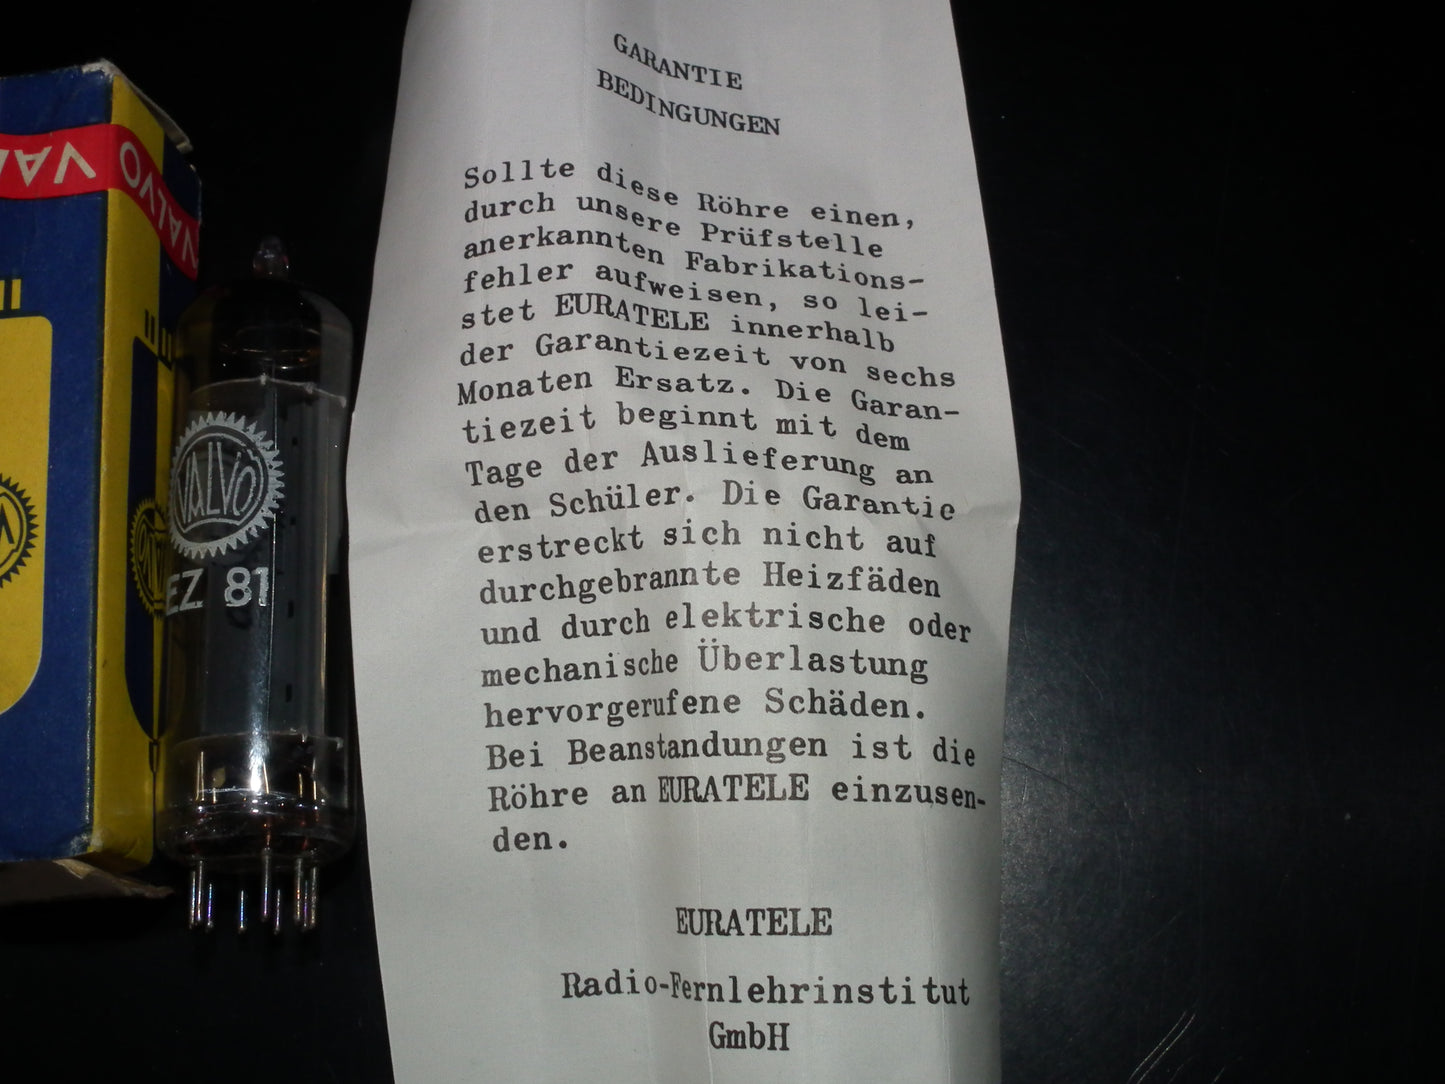 VALVO
VALVO
VALVO
EZ 81
GARANTIE
BEDINGUNGEN
Sollte diese Röhre einen,
durch unsere Prüfstelle
anerkannten Fabrikations-
fehler aufweisen, so lei-
stet EURATELE innerhalb
der Garantiezeit von sechs
Monaten Ersatz. Die Garan-
tiezeit beginnt mit dem
Tage der Auslieferung an
den Schüler. Die Garantie
erstreckt sich nicht auf
durchgebrannte Heizfäden
und durch elektrische oder
mechanische Überlastung
hervorgerufene Schäden.
Bei Beanstandungen ist die
Röhre an EURATELE einzusen-
den.
EURATELE
Radio-Fernlehrinstitut
GmbH